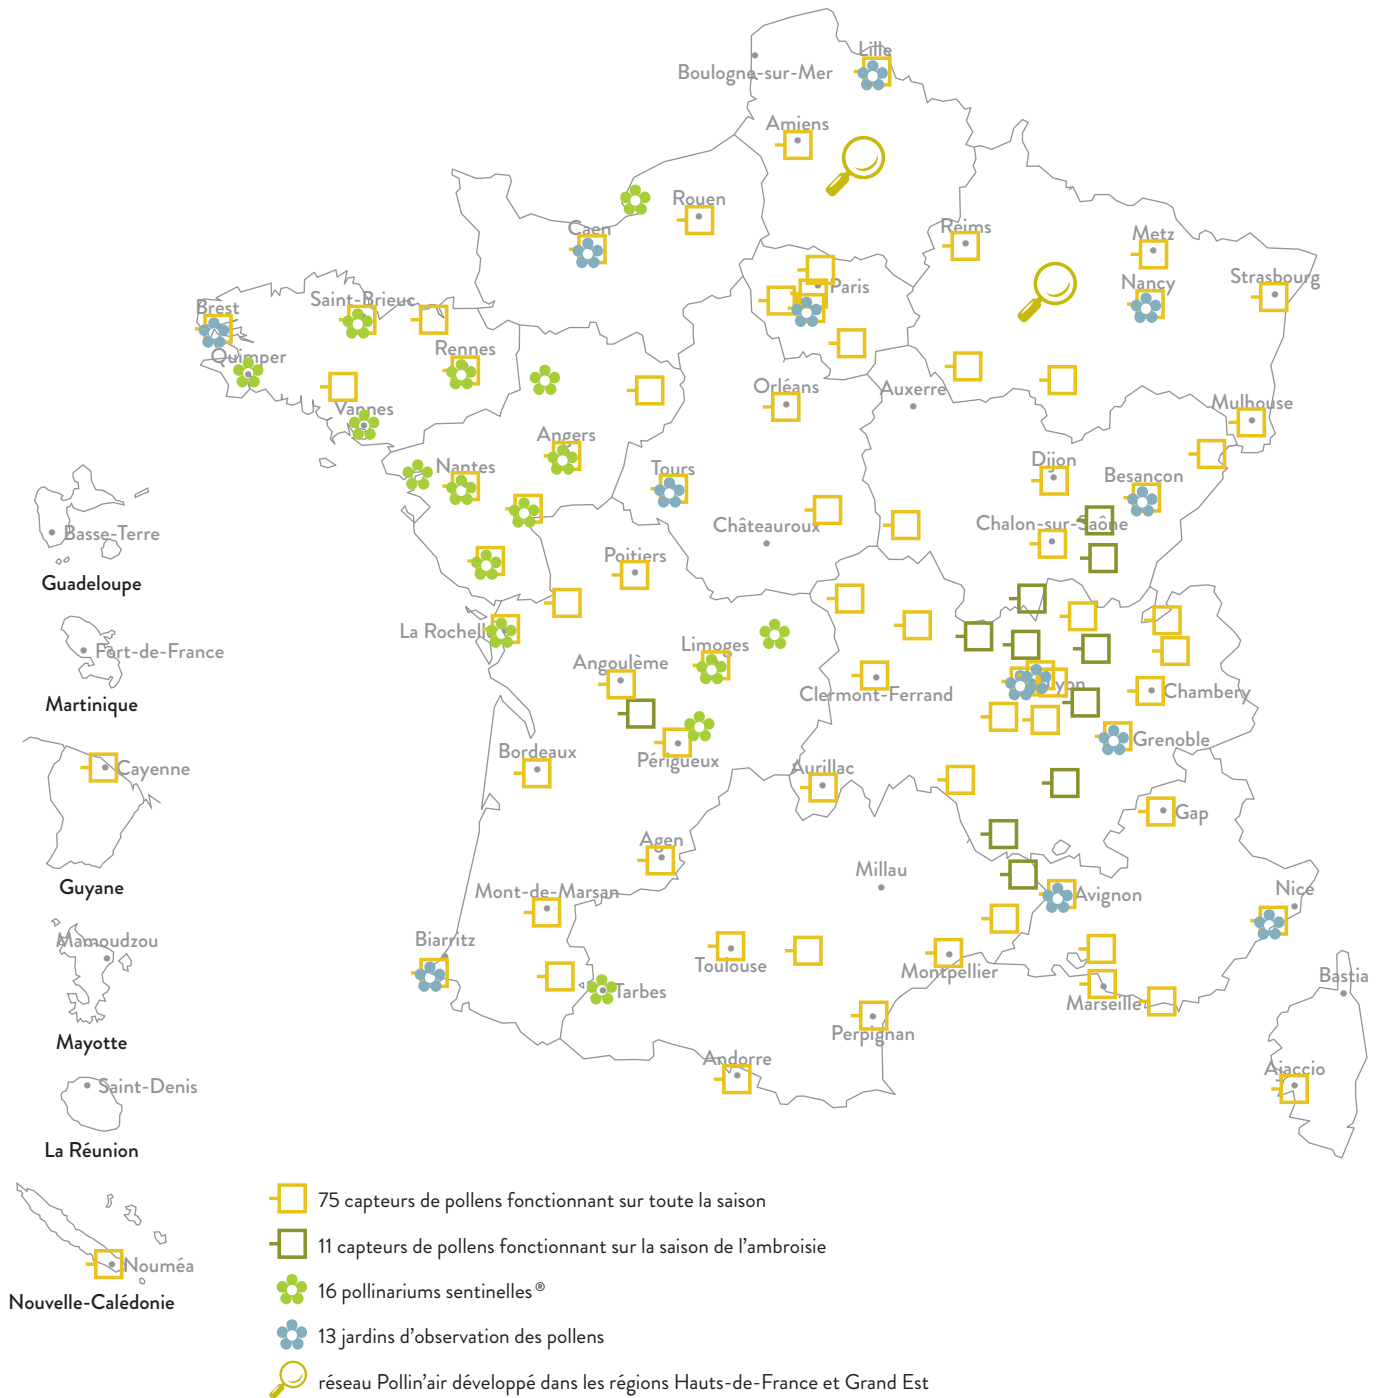 Lille
Boulogne-sur-Mer
Amiens
Rouen
Caen
Reims
Metz
Strasbourg
Nancy
Paris
Brest
Saint-Brieuc
Quimper
Rennes
Vannes
Orléans
Auxerre
Mulhouse
Angers
Nantes
Tours
Dijon
Besançon
Châteauroux
Chalon-sur-Saône
Poitiers
La Rochelle
Limoges
Angoulême
Clermont-Ferrand
Lyon
Chambery
Grenoble
Périgueux
Bordeaux
Aurillac
Gap
Agen
Millau
Mont-de-Marsan
Avignon
Nice
Biarritz
Toulouse
Montpellier
Marseille
Tarbes
Perpignan
Andorre
Bastia
Ajaccio
Basse-Terre
Guadeloupe
Fort-de-France
Martinique
Cayenne
Guyane
Mamoudzou
Mayotte
Saint-Denis
La Réunion
Nouméa
Nouvelle-Calédonie
75 capteurs de pollens fonctionnant sur toute la saison
11 capteurs de pollens fonctionnant sur la saison de l’ambroisie
16 pollinariums sentinelles®
13 jardins d’observation des pollens
réseau Pollin’air développé dans les régions Hauts-de-France et Grand Est